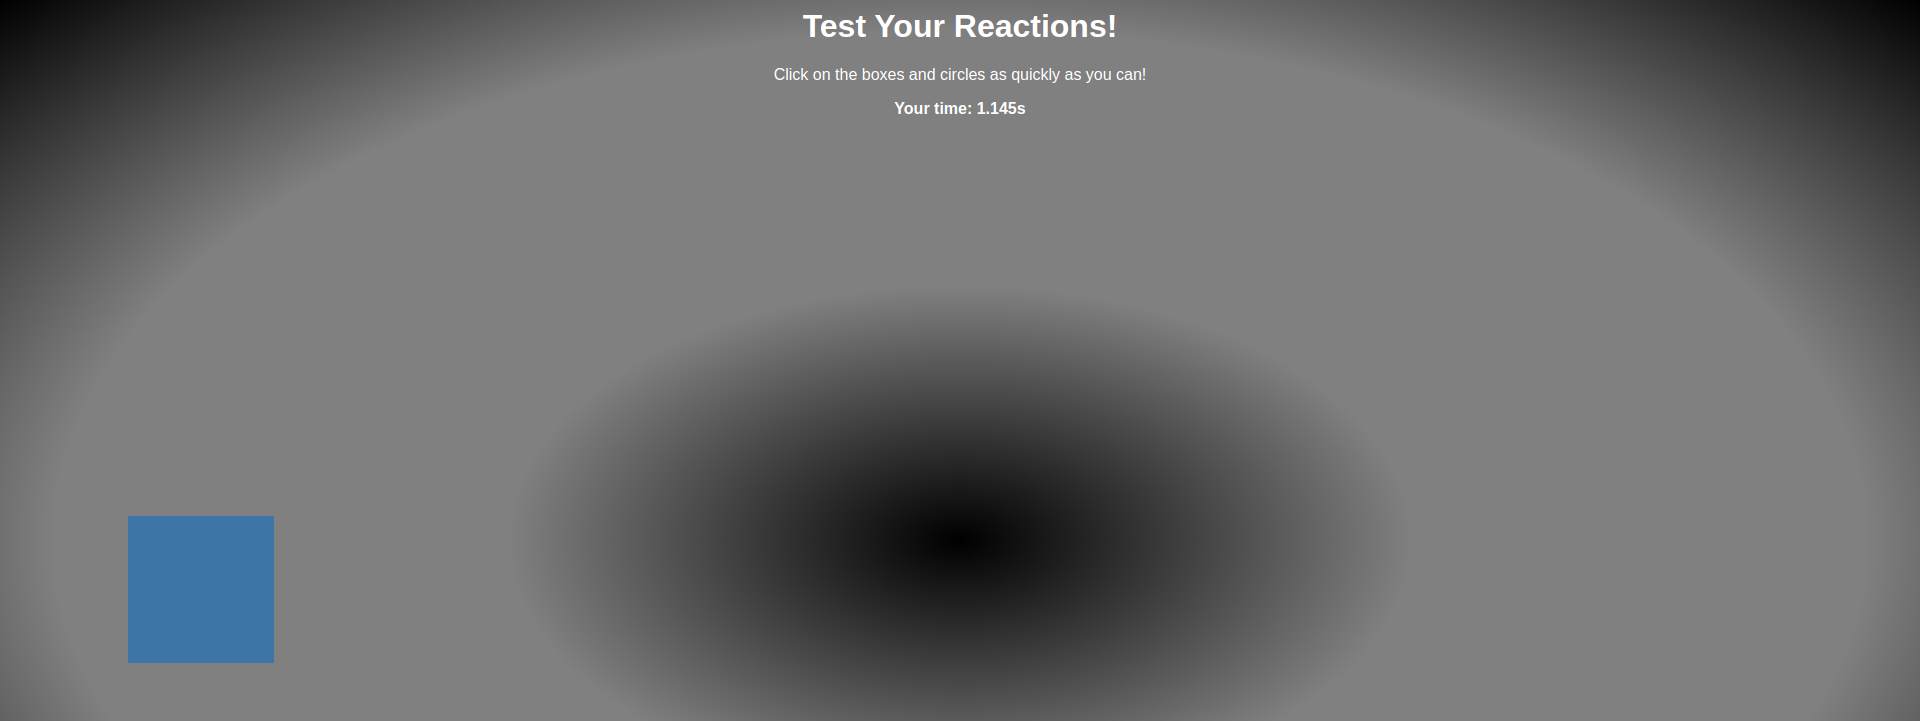 Test Your Reactions!
Click on the boxes and circles as quickly as you can!
Your time: 1.145s